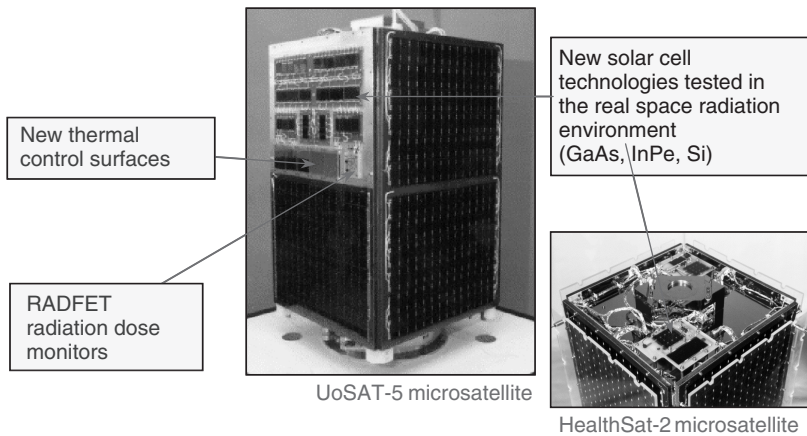 New solar cell
technologies tested in
the real space radiation
environment
(GaAs, InPe, Si)
New thermal
control surfaces
RADFET
radiation dose
monitors
UoSAT-5 microsatellite
HealthSat-2 microsatellite